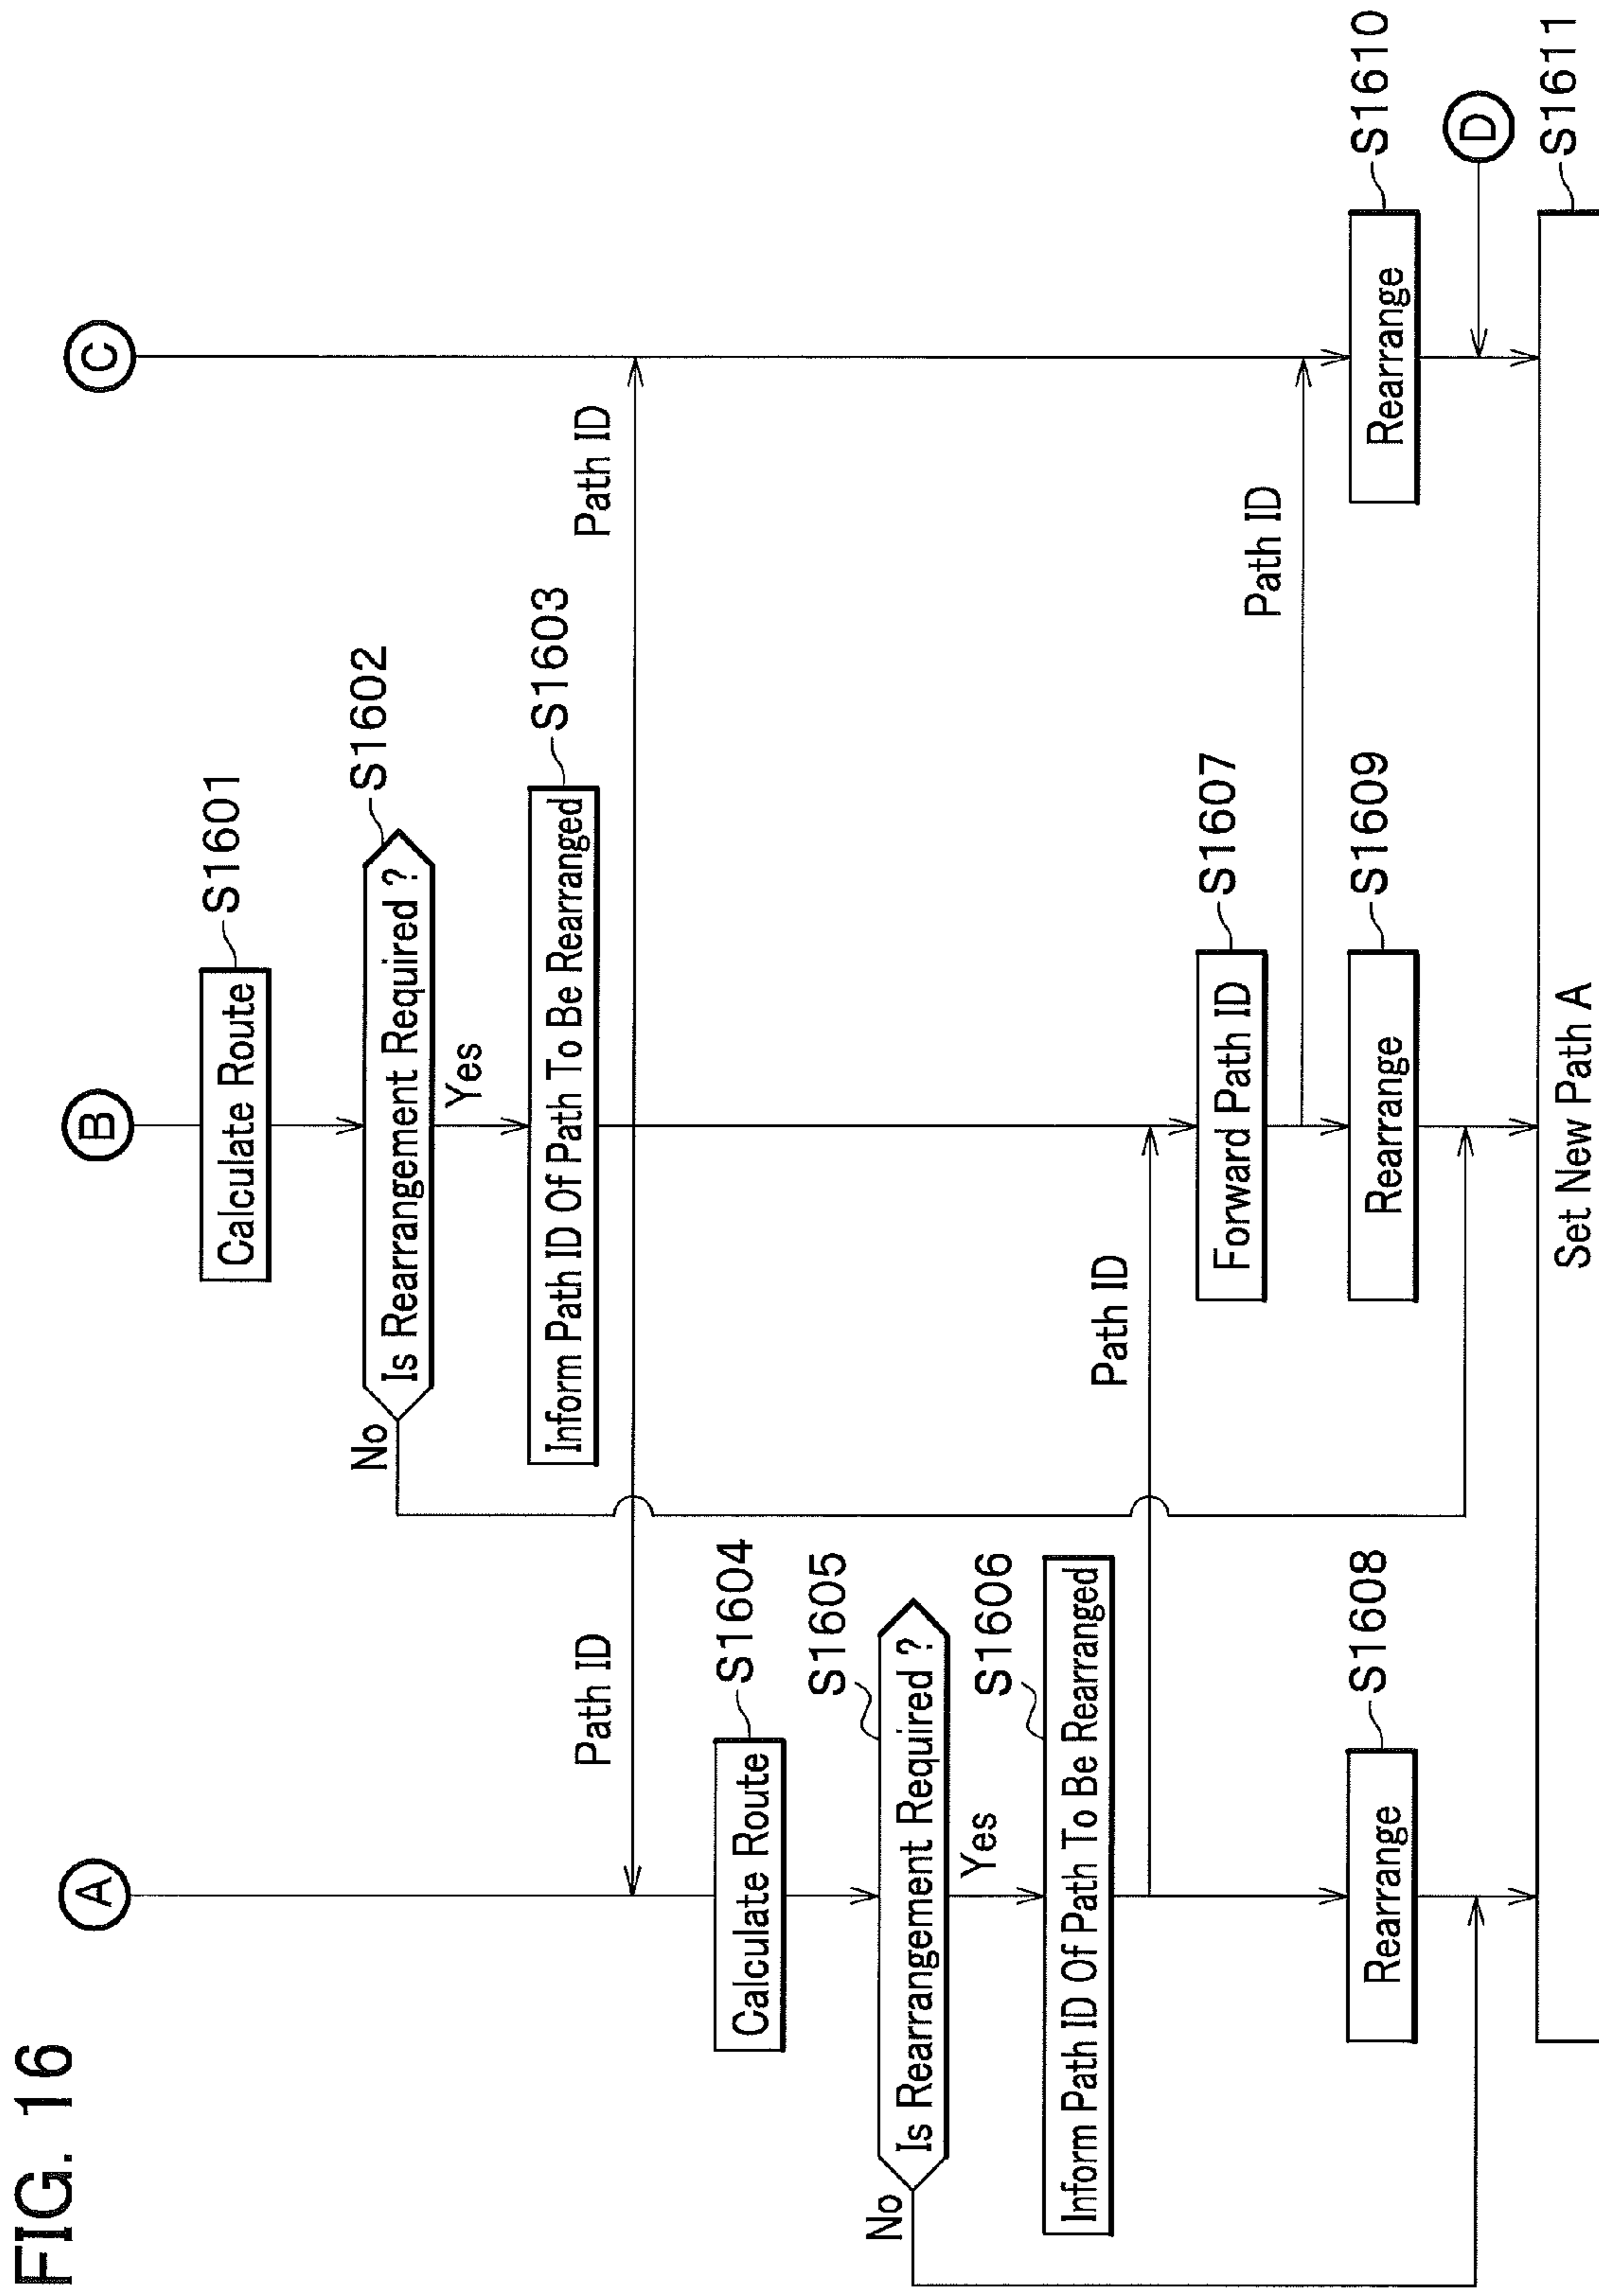 FIG. 16
A
B
C
Calculate Route
S1601
Is Rearrangement Required ?
S1602
No
Yes
Inform Path ID Of Path To Be Rearranged
S1603
Path ID
Path ID
Calculate Route
S1604
Is Rearrangement Required ?
S1605
No
Yes
Inform Path ID Of Path To Be Rearranged
S1606
Path ID
Forward Path ID
S1607
Path ID
Rearrange
S1608
Rearrange
S1609
Rearrange
S1610
D
Set New Path A
S1611